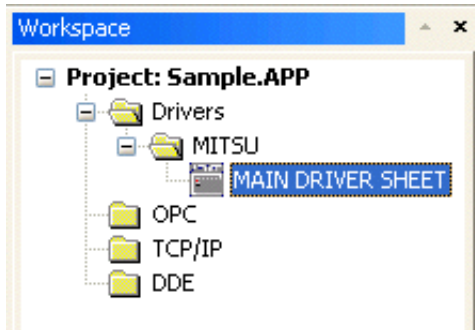 Workspace
Project: Sample.APP
Drivers
MITSU
MAIN DRIVER SHEET
OPC
TCP/IP
DDE